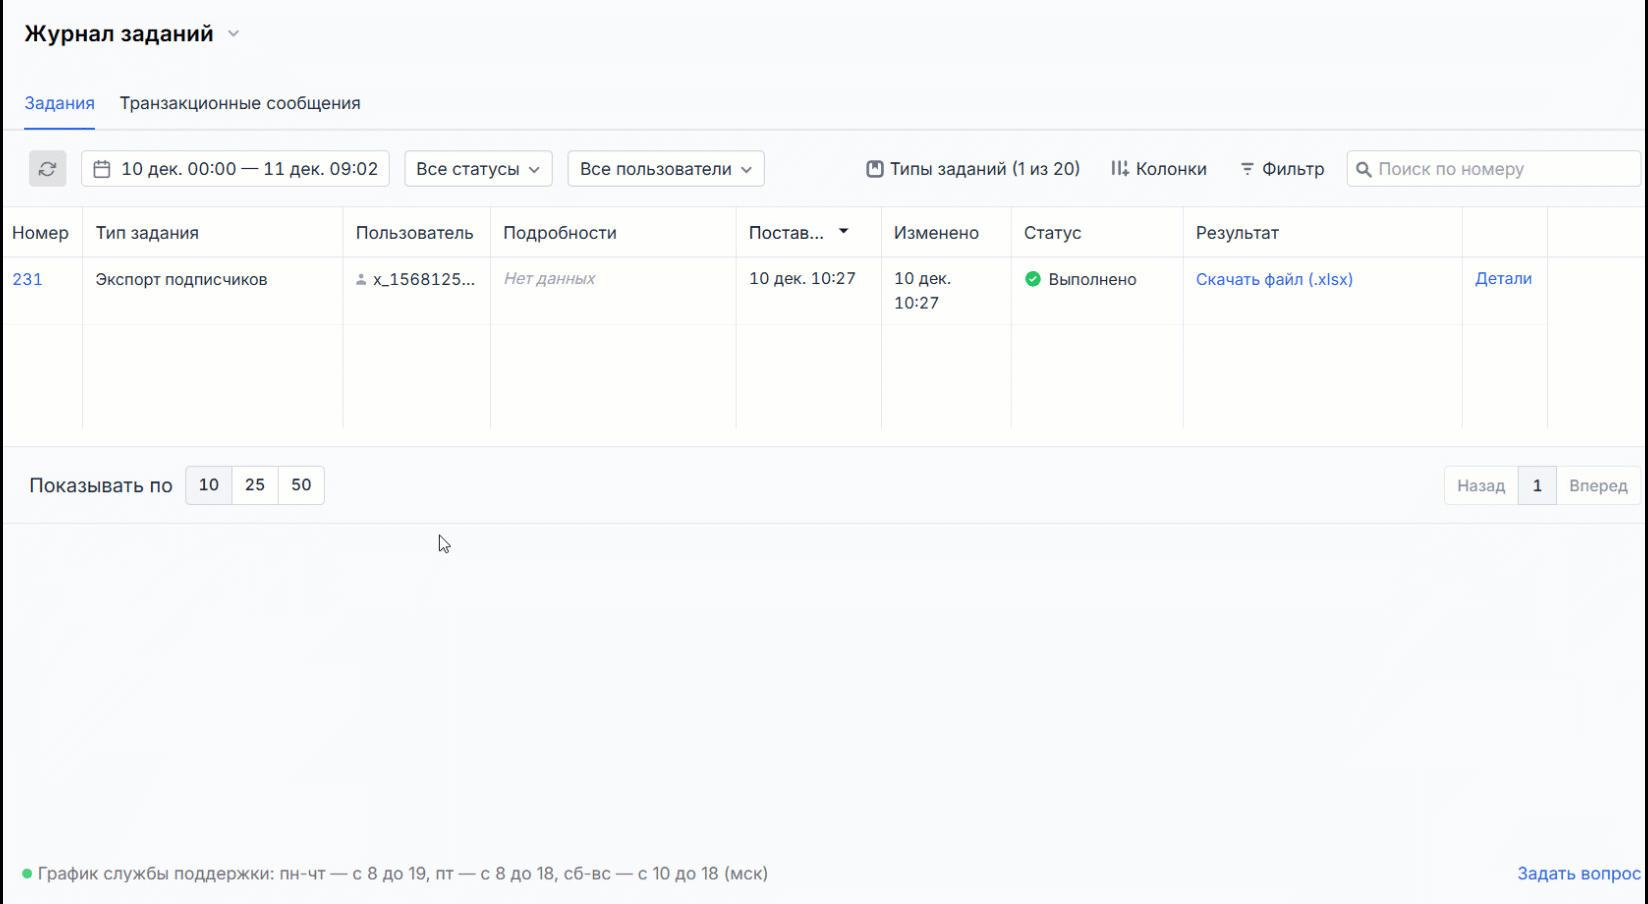 Журнал заданий
Задания Транзакционные сообщения
10 дек. 00:00 — 11 дек. 09:02 Все статусы Все пользователи Типы заданий (1 из 20) Колонки Фильтр Поиск по номеру
Номер Тип задания Пользователь Подробности Постав... Изменено Статус Результат
231 Экспорт подписчиков x_1568125... Нет данных 10 дек. 10:27 10 дек. Выполнено Скачать файл (.xlsx) Детали
10:27
Показывать по 10 25 50 Назад 1 Вперед
График службы поддержки: пн-чт — с 8 до 19, пт — с 8 до 18, сб-вс — с 10 до 18 (мск) Задать вопрос